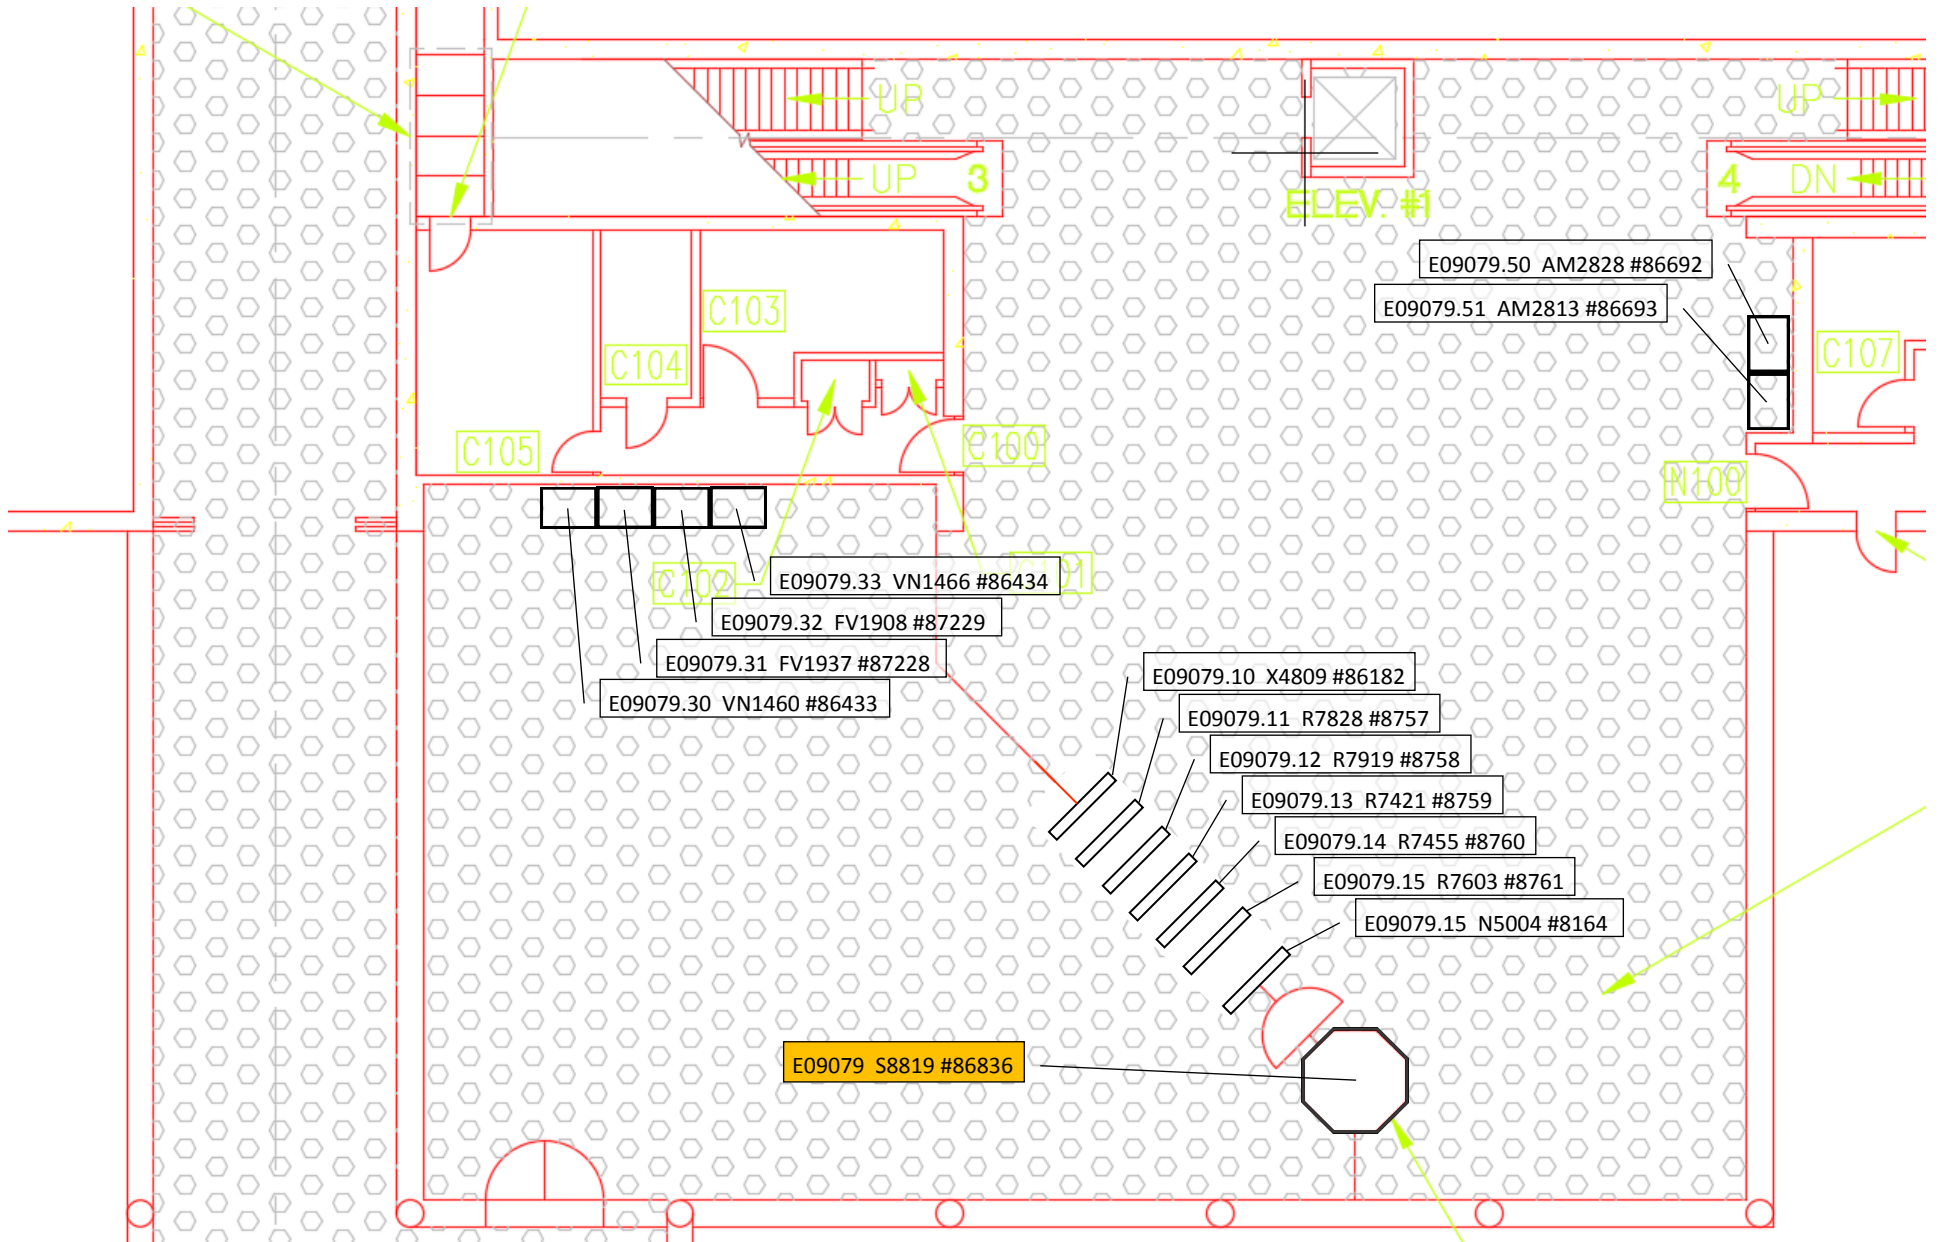 UP
UP
UP 3
4 DN
ELEV. #1
E09079.50 AM2828 #86692
E09079.51 AM2813 #86693
C103
C104
C107
C105
C100
N100
C102
E09079.33 VN1466 #86434
E09079.32 FV1908 #87229
E09079.31 FV1937 #87228
E09079.30 VN1460 #86433
E09079.10 X4809 #86182
E09079.11 R7828 #8757
E09079.12 R7919 #8758
E09079.13 R7421 #8759
E09079.14 R7455 #8760
E09079.15 R7603 #8761
E09079.15 N5004 #8164
E09079 S8819 #86836